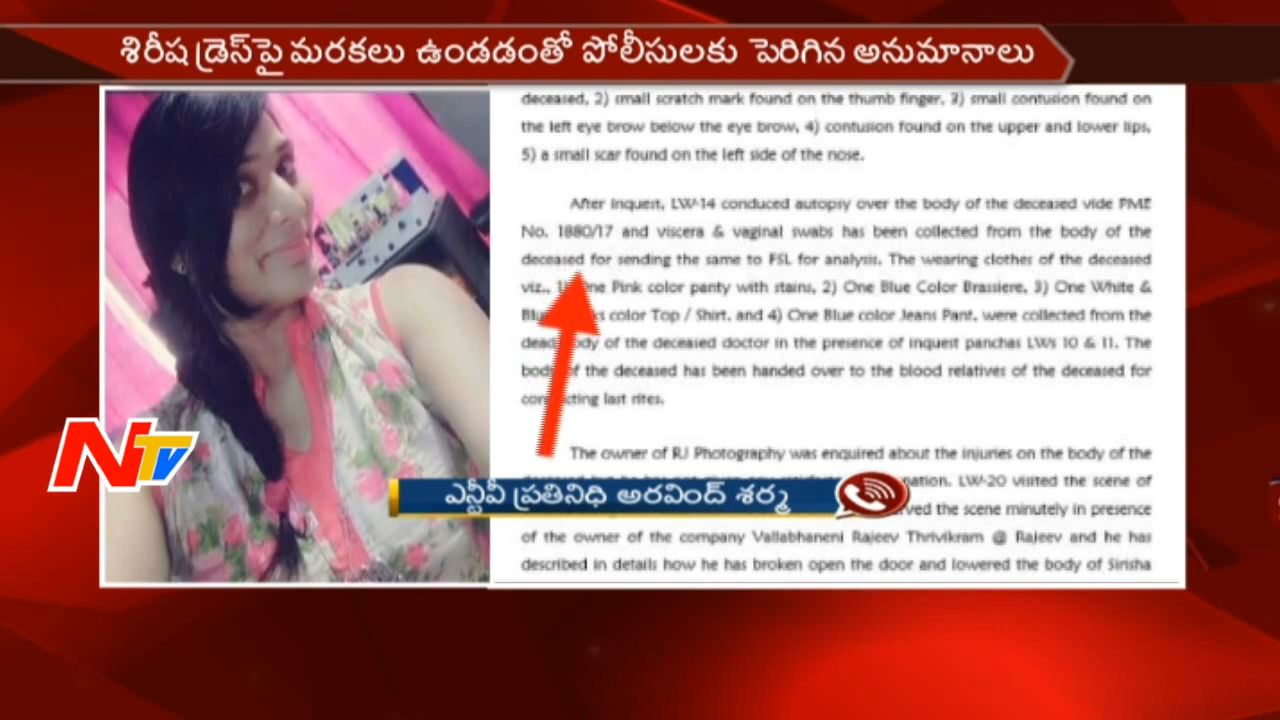 శిరీష డ్రెస్‌పై మరకలు ఉండడంతో పోలీసులకు పెరిగిన అనుమానాలు
deceased, 2) small scratch mark found on the thumb finger, 3) small contusion found on
the left eye brow below the eye brow, 4) contusion found on the upper and lower lips,
5) a small scar found on the left side of the nose.
After inquest, LW-14 conduced autopsy over the body of the deceased vide PME
No. 1880/17 and viscera & vaginal swabs has been collected from the body of the
deceased for sending the same to FSL for analysis. The wearing clothes of the deceased
viz., Pink color panty with stains, 2) One Blue Color Brassiere, 3) One White &
color Top / Shirt, and 4) One Blue color Jeans Pant, were collected from the
of the deceased doctor in the presence of inquest panchas LWs 10 & 11. The
the deceased has been handed over to the blood relatives of the deceased for
last rites.
The owner of RJ Photography was enquired about the injuries on the body of the
LW-20 visited the scene of
the scene minutely in presence
of the owner of the company Vallabhaneni Rajeev Thrivikram @ Rajeev and he has
described in details how he has broken open the door and lowered the body of Sirisha
NTV
ఎన్టీవీ ప్రతినిధి అరవింద్ శర్మ